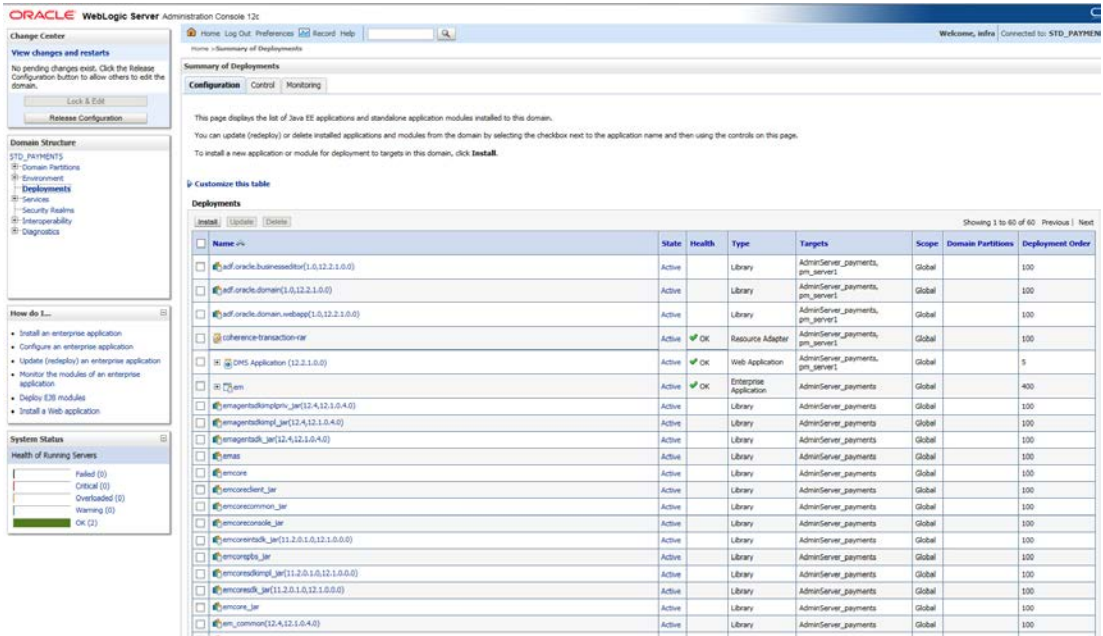 ORACLE WebLogic Server Administration Console 12c
Home Log Out Preferences Record Help
Welcome, infra Connected to: STD_PAYMEN
Home >Summary of Deployments
Change Center
View changes and restarts
No pending changes exist. Click the Release
Configuration button to allow others to edit the
domain.
Lock & Edit
Release Configuration
Domain Structure
STD_PAYMENTS
Domain Partitions
Environment
Deployments
Services
Security Realms
Interoperability
Diagnostics
How do I...
Install an enterprise application
Configure an enterprise application
Update (redeploy) an enterprise application
Monitor the modules of an enterprise
application
Deploy EJB modules
Install a Web application
System Status
Health of Running Servers
Failed (0)
Critical (0)
Overloaded (0)
Warning (0)
OK (2)
Summary of Deployments
Configuration Control Monitoring
This page displays the list of Java EE applications and standalone application modules installed to this domain.
You can update (redeploy) or delete installed applications and modules from the domain by selecting the checkbox next to the application name and then using the controls on this page.
To install a new application or module for deployment to targets in this domain, click Install.
Customize this table
Deployments
Install Update Delete Showing 1 to 60 of 60 Previous | Next
Name State Health Type Targets Scope Domain Partitions Deployment Order
adf.oracle.businesseditor(1.0,12.2.1.0.0) Active Library AdminServer_payments, pm_server1 Global 100
adf.oracle.domain(1.0,12.2.1.0.0) Active Library AdminServer_payments, pm_server1 Global 100
adf.oracle.domain.webapp(1.0,12.2.1.0.0) Active Library AdminServer_payments, pm_server1 Global 100
coherence-transaction-rar Active OK Resource Adapter AdminServer_payments, pm_server1 Global 100
DMS Application (12.2.1.0.0) Active OK Web Application AdminServer_payments, pm_server1 Global 5
em Active OK Enterprise Application AdminServer_payments Global 400
emagentsdkimplpriv_jar(12.4,12.1.0.4.0) Active Library AdminServer_payments Global 100
emagentsdkimpl_jar(12.4,12.1.0.4.0) Active Library AdminServer_payments Global 100
emagentsdk_jar(12.4,12.1.0.4.0) Active Library AdminServer_payments Global 100
emas Active Library AdminServer_payments Global 100
emcore Active Library AdminServer_payments Global 100
emcoreclient_jar Active Library AdminServer_payments Global 100
emcorecommon_jar Active Library AdminServer_payments Global 100
emcoreconsole_jar Active Library AdminServer_payments Global 100
emcoreintsdk_jar(11.2.0.1.0,12.1.0.0.0) Active Library AdminServer_payments Global 100
emcorepbs_jar Active Library AdminServer_payments Global 100
emcoresdkimpl_jar(11.2.0.1.0,12.1.0.0.0) Active Library AdminServer_payments Global 100
emcoresdk_jar(11.2.0.1.0,12.1.0.0.0) Active Library AdminServer_payments Global 100
emcore_jar Active Library AdminServer_payments Global 100
em_common(12.4,12.1.0.4.0) Active Library AdminServer_payments Global 100